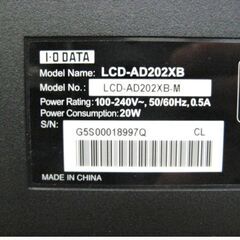 I-O DATA
Model Name: LCD-AD202XB
Model No.: LCD-AD202XB-M
Power Rating: 100-240V~, 50/60Hz, 0.5A
Power Consumption: 20W
S/N: G5S00018997Q CL
MADE IN CHINA